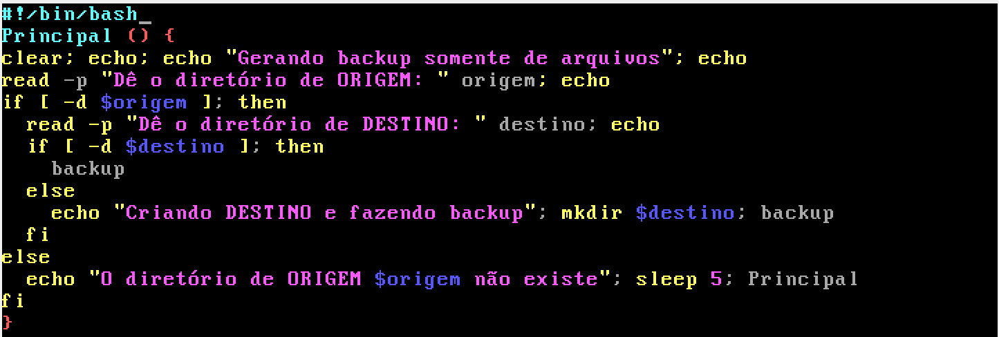 #!/bin/bash_
Principal () {
clear; echo; echo "Gerando backup somente de arquivos"; echo
read -p "Dê o diretório de ORIGEM: " origem; echo
if [ -d $origem ]; then
  read -p "Dê o diretório de DESTINO: " destino; echo
  if [ -d $destino ]; then
    backup
  else
    echo "Criando DESTINO e fazendo backup"; mkdir $destino; backup
  fi
else
  echo "O diretório de ORIGEM $origem não existe"; sleep 5; Principal
fi
}